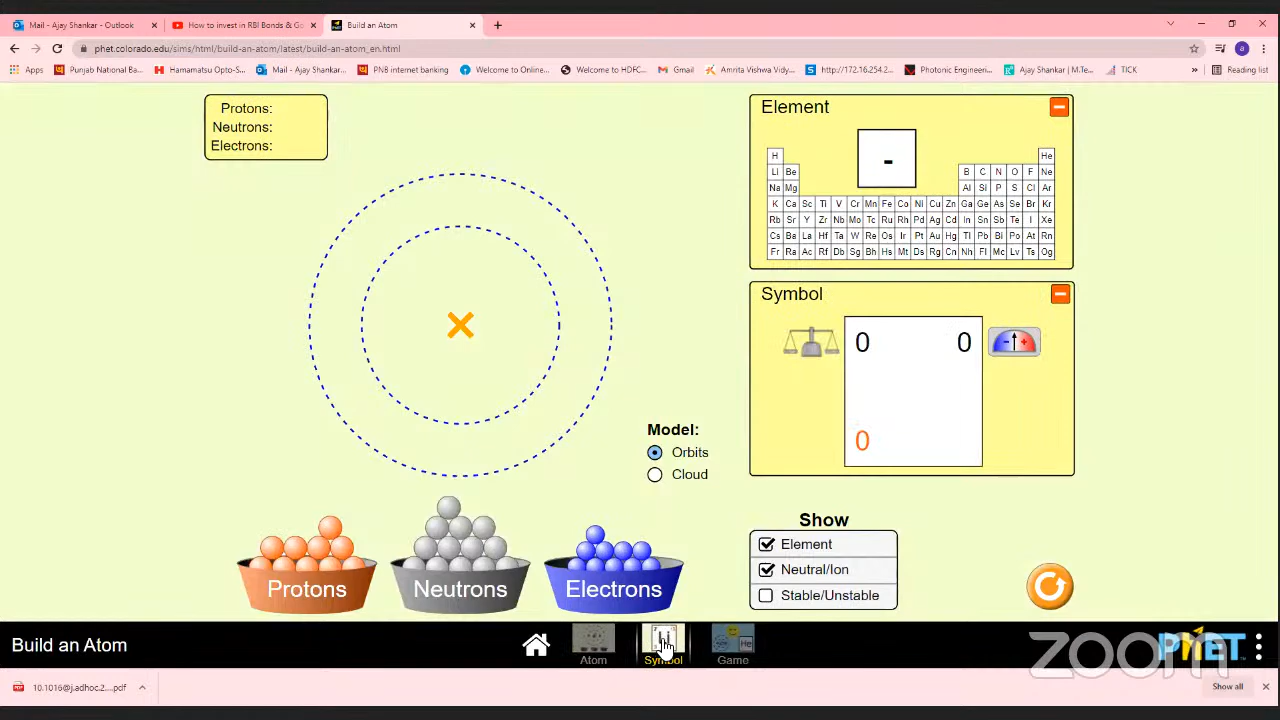 Mail - Ajay Shankar - Outlook
How to invest in RBI Bonds & Go
Build an Atom
phet.colorado.edu/sims/html/build-an-atom/latest/build-an-atom_en.html
Apps
Punjab National Ba...
Hamamatsu Opto-S...
Mail - Ajay Shankar...
PNB internet banking
Welcome to Online...
Welcome to HDFC...
Gmail
Amrita Vishwa Vidy...
http://172.16.254.2...
Photonic Engineeri...
Ajay Shankar | M.Te...
TICK
»
Reading list
Protons:
Neutrons:
Electrons:
Element
-
H He
Li Be B C N O F Ne
Na Mg Al Si P S Cl Ar
K Ca Sc Ti V Cr Mn Fe Co Ni Cu Zn Ga Ge As Se Br Kr
Rb Sr Y Zr Nb Mo Tc Ru Rh Pd Ag Cd In Sn Sb Te I Xe
Cs Ba La Hf Ta W Re Os Ir Pt Au Hg Tl Pb Bi Po At Rn
Fr Ra Ac Rf Db Sg Bh Hs Mt Ds Rg Cn Nh Fl Mc Lv Ts Og
Symbol
0 0
- +
0
Model:
Orbits
Cloud
Protons
Neutrons
Electrons
Show
Element
Neutral/Ion
Stable/Unstable
Build an Atom
Atom
Symbol
Game
He
PhET
zoom
10.1016@j.adhoc.2....pdf
Show all